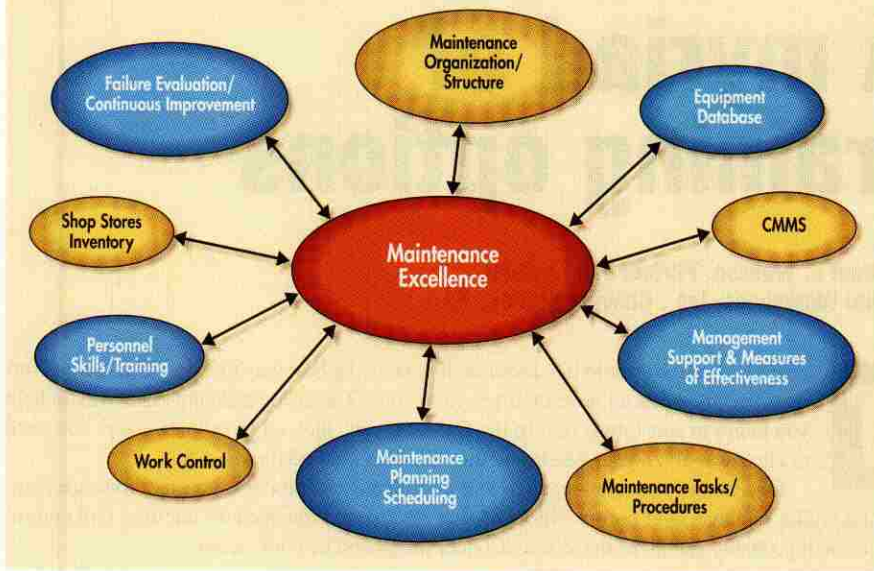 Maintenance
Organization/
Structure
Failure Evaluation/
Continuous Improvement
Equipment
Database
Shop Stores
Inventory
CMMS
Maintenance
Excellence
Personnel
Skills/Training
Management
Support & Measures
of Effectiveness
Work Control
Maintenance
Planning
Scheduling
Maintenance Tasks/
Procedures